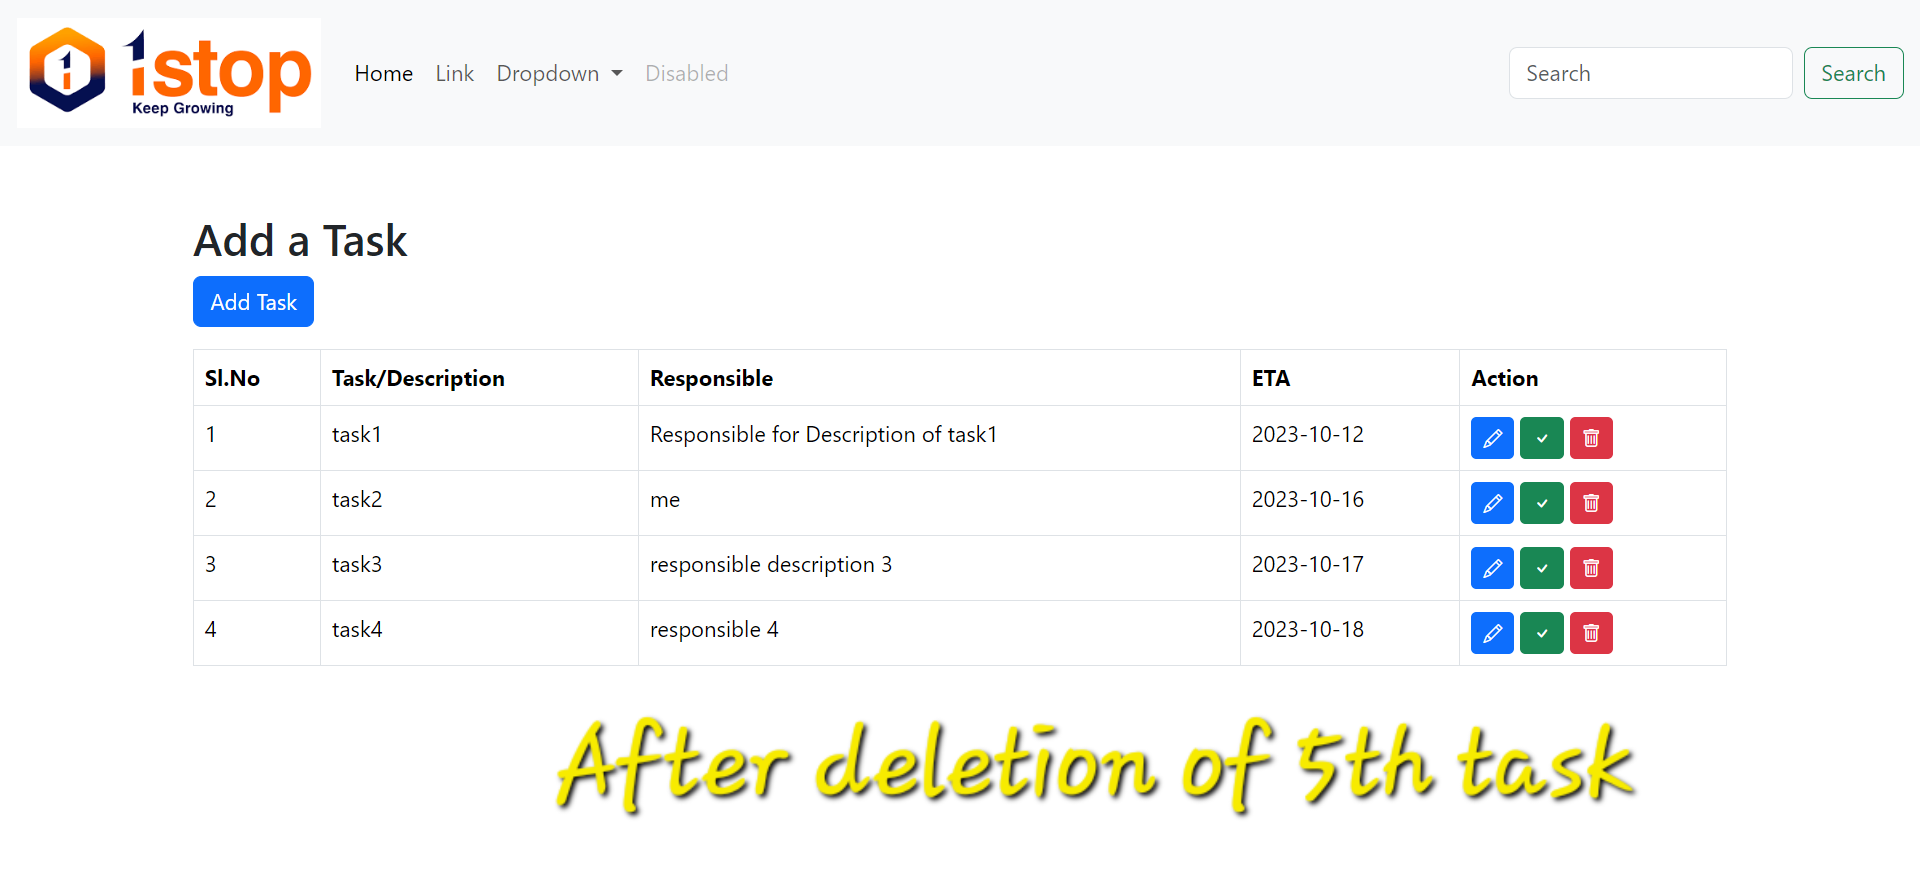 1stop
Keep Growing
Home Link Dropdown Disabled Search Search
Add a Task
Add Task
Sl.No Task/Description Responsible ETA Action
1 task1 Responsible for Description of task1 2023-10-12
2 task2 me 2023-10-16
3 task3 responsible description 3 2023-10-17
4 task4 responsible 4 2023-10-18
After deletion of 5th task